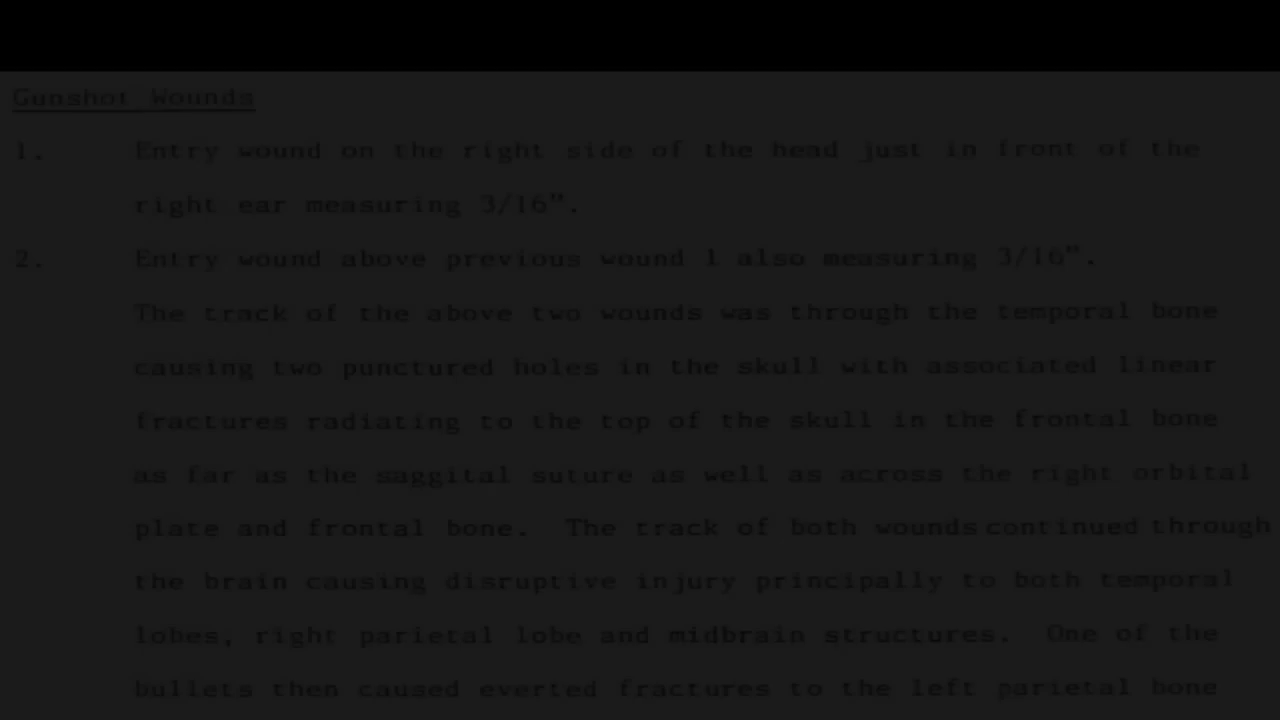 Gunshot Wounds
1. Entry wound on the right side of the head just in front of the
right ear measuring 3/16".
2. Entry wound above previous wound 1 also measuring 3/16".
The track of the above two wounds was through the temporal bone
causing two punctured holes in the skull with associated linear
fractures radiating to the top of the skull in the frontal bone
as far as the saggital suture as well as across the right orbital
plate and frontal bone. The track of both wounds continued through
the brain causing disruptive injury principally to both temporal
lobes, right parietal lobe and midbrain structures. One of the
bullets then caused everted fractures to the left parietal bone